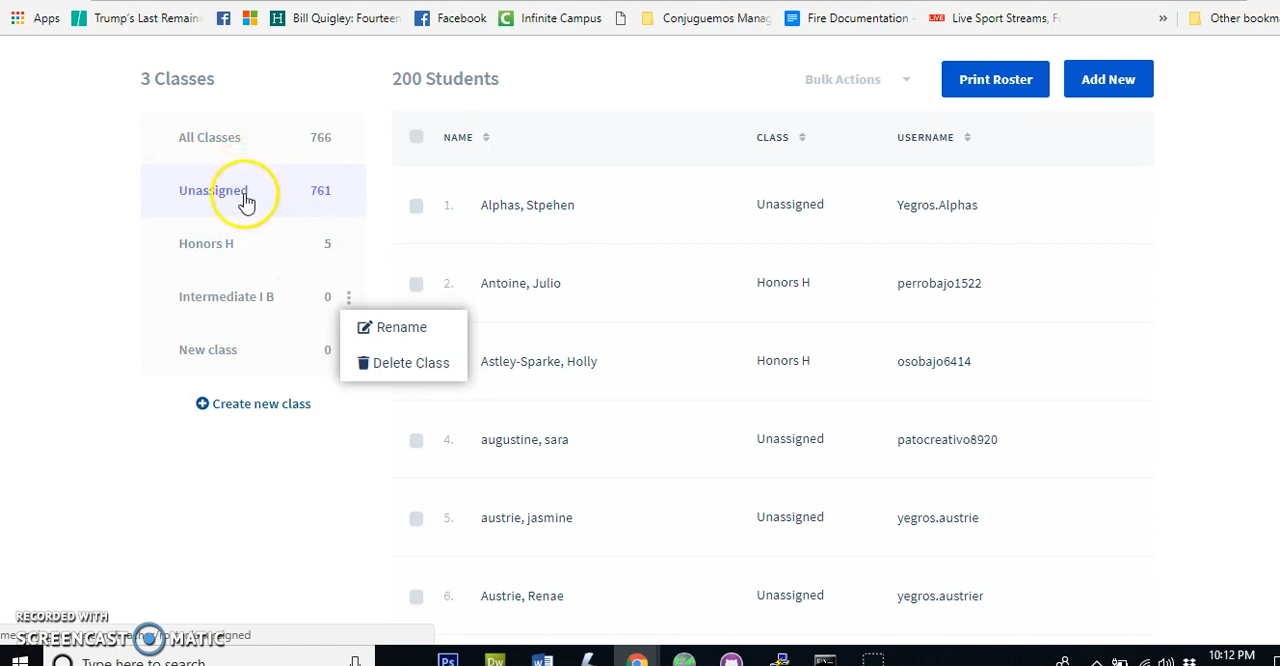 Apps Trump's Last Remaini Bill Quigley: Fourteen Facebook Infinite Campus Conjuguemos Manag Fire Documentation - LIVE Live Sport Streams, F » Other bookm
3 Classes
200 Students
Bulk Actions
Print Roster
Add New
All Classes 766
Unassigned 761
Honors H 5
Intermediate I B 0
New class 0
Create new class
Rename
Delete Class
NAME CLASS USERNAME
1. Alphas, Stpehen Unassigned Yegros.Alphas
2. Antoine, Julio Honors H perrobajo1522
Astley-Sparke, Holly Honors H osobajo6414
4. augustine, sara Unassigned patocreativo8920
5. austrie, jasmine Unassigned yegros.austrie
6. Austrie, Renae Unassigned yegros.austrier
RECORDED WITH
SCREENCAST MATIC
Type here to search
Ps Dw W
10:12 PM